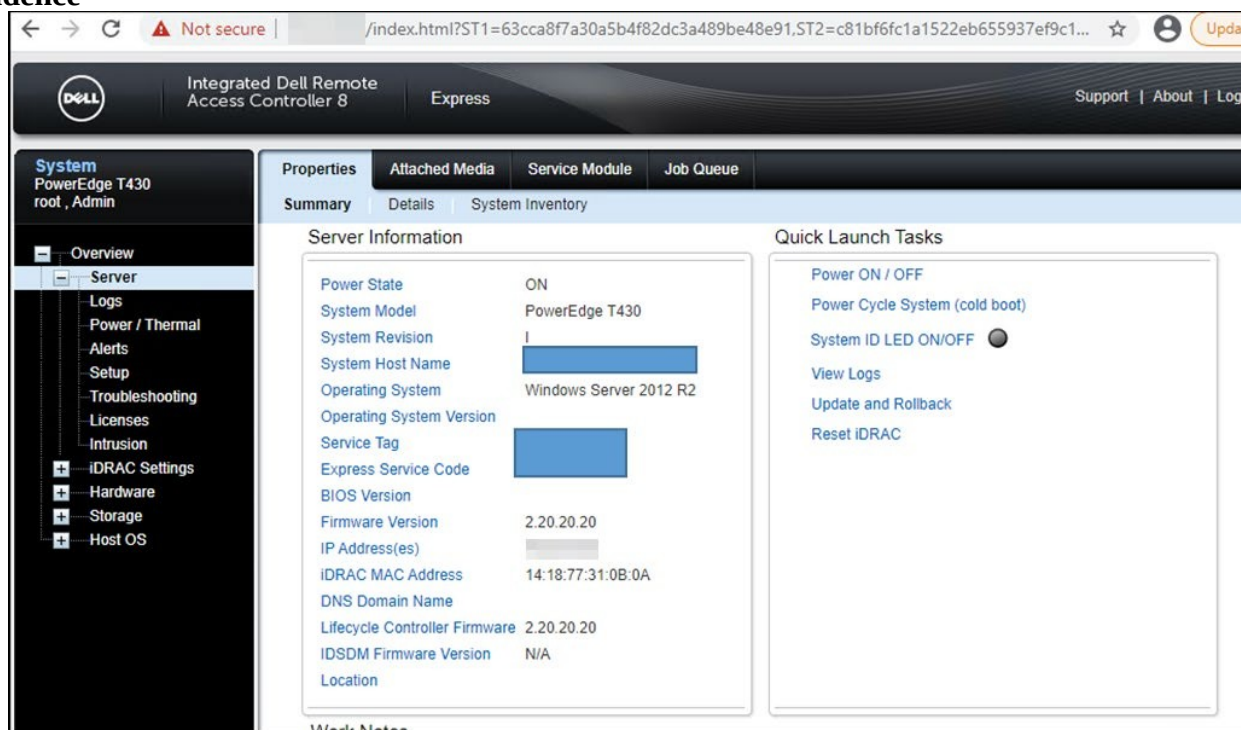 Not secure | /index.html?ST1=63cca8f7a30a5b4f82dc3a489be48e91,ST2=c81bf6fc1a1522eb655937ef9c1...
DELL
Integrated Dell Remote
Access Controller 8
Express
Support | About | Log
System
PowerEdge T430
root , Admin
Overview
Server
Logs
Power / Thermal
Alerts
Setup
Troubleshooting
Licenses
Intrusion
iDRAC Settings
Hardware
Storage
Host OS
Properties Attached Media Service Module Job Queue
Summary Details System Inventory
Server Information
Power State ON
System Model PowerEdge T430
System Revision I
System Host Name
Operating System Windows Server 2012 R2
Operating System Version
Service Tag
Express Service Code
BIOS Version
Firmware Version 2.20.20.20
IP Address(es)
iDRAC MAC Address 14:18:77:31:0B:0A
DNS Domain Name
Lifecycle Controller Firmware 2.20.20.20
IDSDM Firmware Version N/A
Location
Quick Launch Tasks
Power ON / OFF
Power Cycle System (cold boot)
System ID LED ON/OFF
View Logs
Update and Rollback
Reset iDRAC
Work Notes